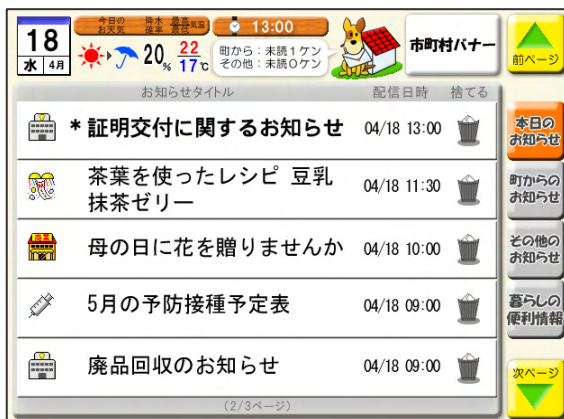 18
水 4月
今日の
お天気
降水
確率
最高
最低
気温
20%
22
17℃
13:00
町から：未読1ケン
その他：未読0ケン
市町村バナー
前ページ
お知らせタイトル 配信日時 捨てる
＊証明交付に関するお知らせ 04/18 13:00
茶葉を使ったレシピ 豆乳
抹茶ゼリー 04/18 11:30
母の日に花を贈りませんか 04/18 10:00
5月の予防接種予定表 04/18 09:00
廃品回収のお知らせ 04/18 09:00
(2/3ページ)
本日の
お知らせ
町からの
お知らせ
その他の
お知らせ
暮らしの
便利情報
次ページ